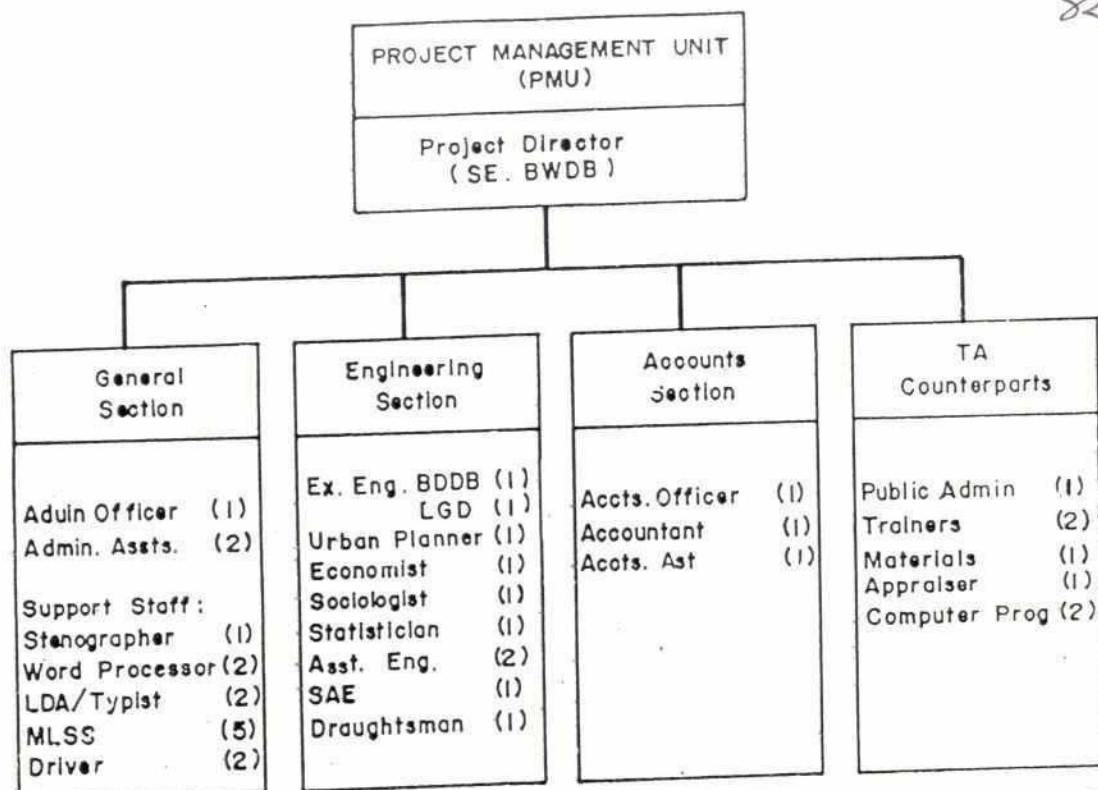 PROJECT MANAGEMENT UNIT
(PMU)
Project Director
( SE. BWDB )
General
Section
Aduin Officer (1)
Admin. Assts. (2)
Support Staff :
Stenographer (1)
Word Processor (2)
LDA/Typist (2)
MLSS (5)
Driver (2)
Engineering
Section
Ex. Eng. BDDB (1)
LGD (1)
Urban Planner (1)
Economist (1)
Sociologist (1)
Statistician (1)
Asst. Eng. (2)
SAE (1)
Draughtsman (1)
Accounts
Section
Accts. Officer (1)
Accountant (1)
Accts. Ast (1)
TA
Counterparts
Public Admin (1)
Trainers (2)
Materials (1)
Appraiser (1)
Computer Prog (2)